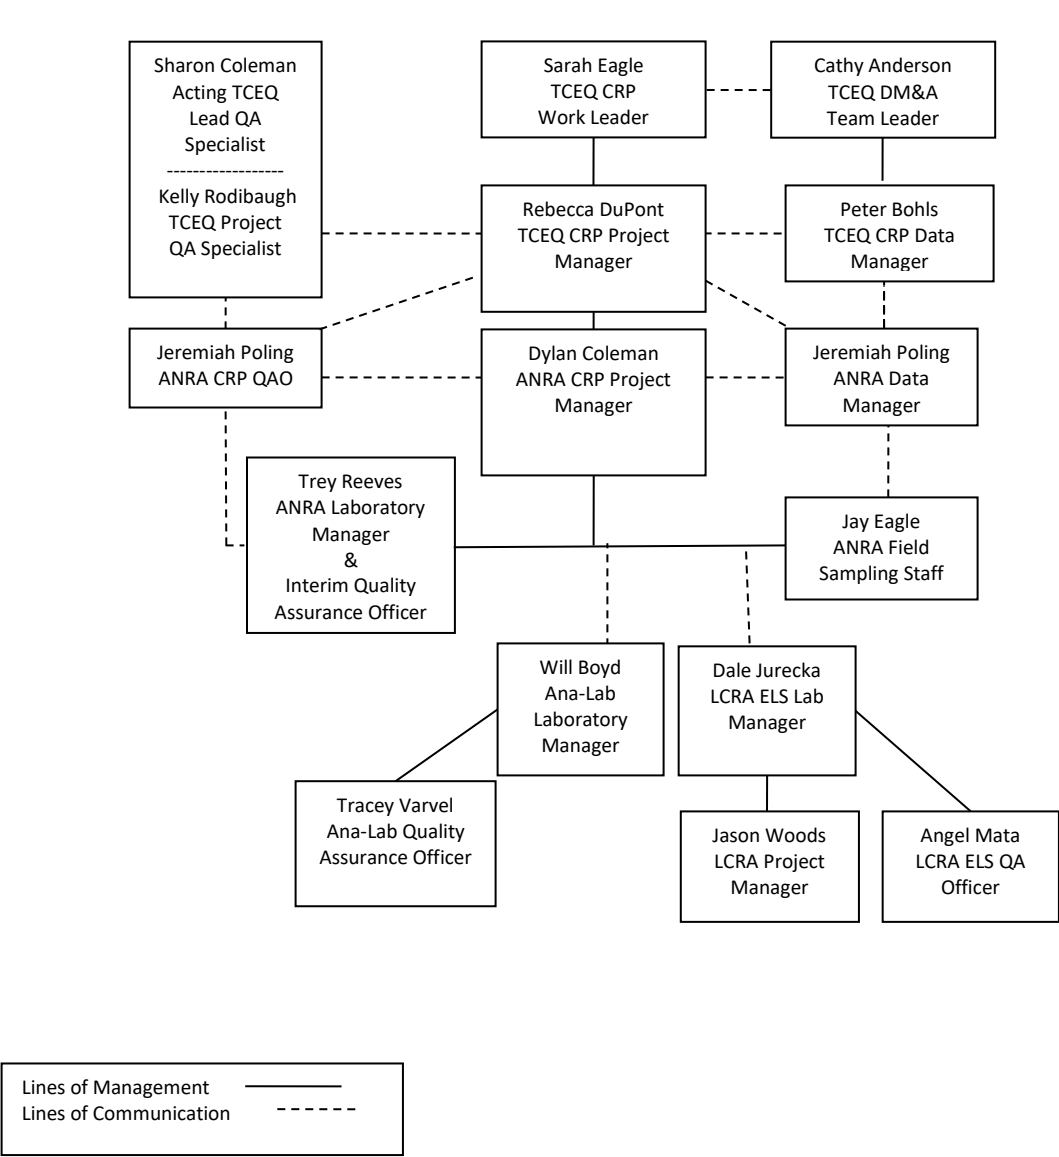 Sharon Coleman
Acting TCEQ
Lead QA
Specialist
------------------
Kelly Rodibaugh
TCEQ Project
QA Specialist
Sarah Eagle
TCEQ CRP
Work Leader
Cathy Anderson
TCEQ DM&A
Team Leader
Rebecca DuPont
TCEQ CRP Project
Manager
Peter Bohls
TCEQ CRP Data
Manager
Jeremiah Poling
ANRA CRP QAO
Dylan Coleman
ANRA CRP Project
Manager
Jeremiah Poling
ANRA Data
Manager
Trey Reeves
ANRA Laboratory
Manager
&
Interim Quality
Assurance Officer
Jay Eagle
ANRA Field
Sampling Staff
Will Boyd
Ana-Lab
Laboratory
Manager
Dale Jurecka
LCRA ELS Lab
Manager
Tracey Varvel
Ana-Lab Quality
Assurance Officer
Jason Woods
LCRA Project
Manager
Angel Mata
LCRA ELS QA
Officer
Lines of Management
Lines of Communication